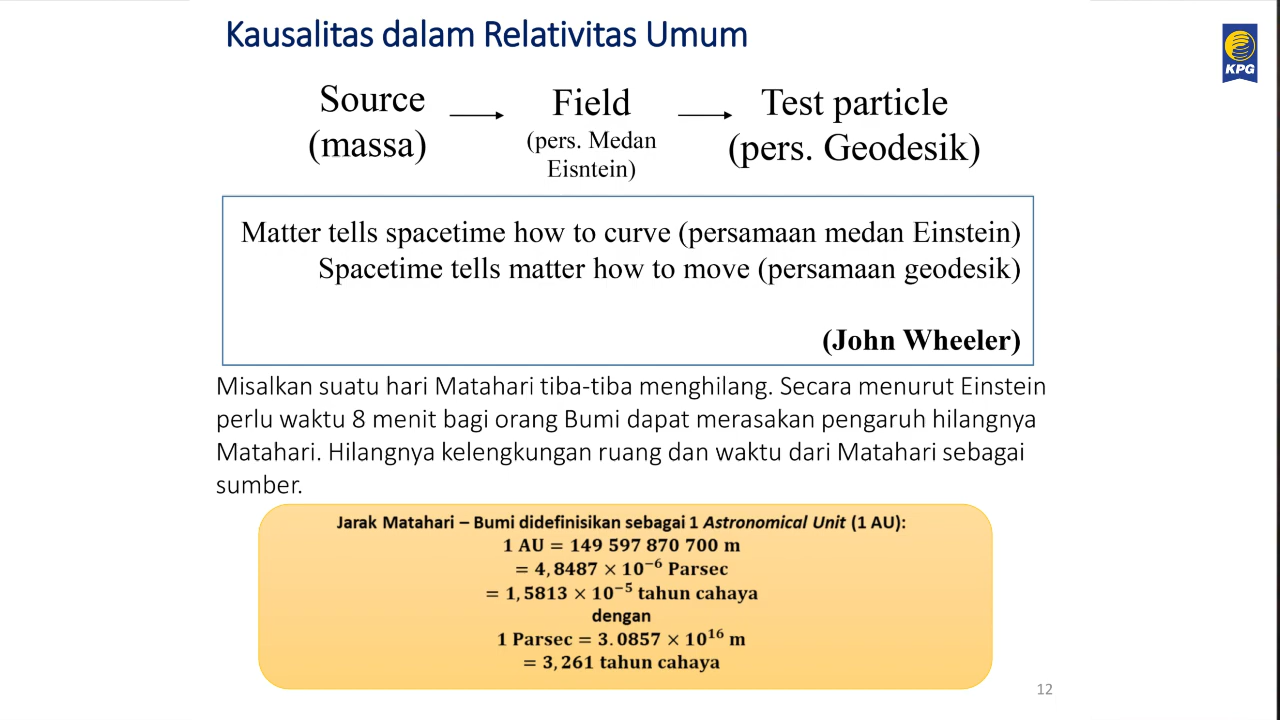 Kausalitas dalam Relativitas Umum
KPG
Source
(massa)
Field
(pers. Medan
Eisntein)
Test particle
(pers. Geodesik)
Matter tells spacetime how to curve (persamaan medan Einstein)
Spacetime tells matter how to move (persamaan geodesik)
(John Wheeler)
Misalkan suatu hari Matahari tiba-tiba menghilang. Secara menurut Einstein
perlu waktu 8 menit bagi orang Bumi dapat merasakan pengaruh hilangnya
Matahari. Hilangnya kelengkungan ruang dan waktu dari Matahari sebagai
sumber.
Jarak Matahari – Bumi didefinisikan sebagai 1 Astronomical Unit (1 AU):
1 AU = 149 597 870 700 m
= 4,8487 × 10⁻⁶ Parsec
= 1,5813 × 10⁻⁵ tahun cahaya
dengan
1 Parsec = 3.0857 × 10¹⁶ m
= 3,261 tahun cahaya
12